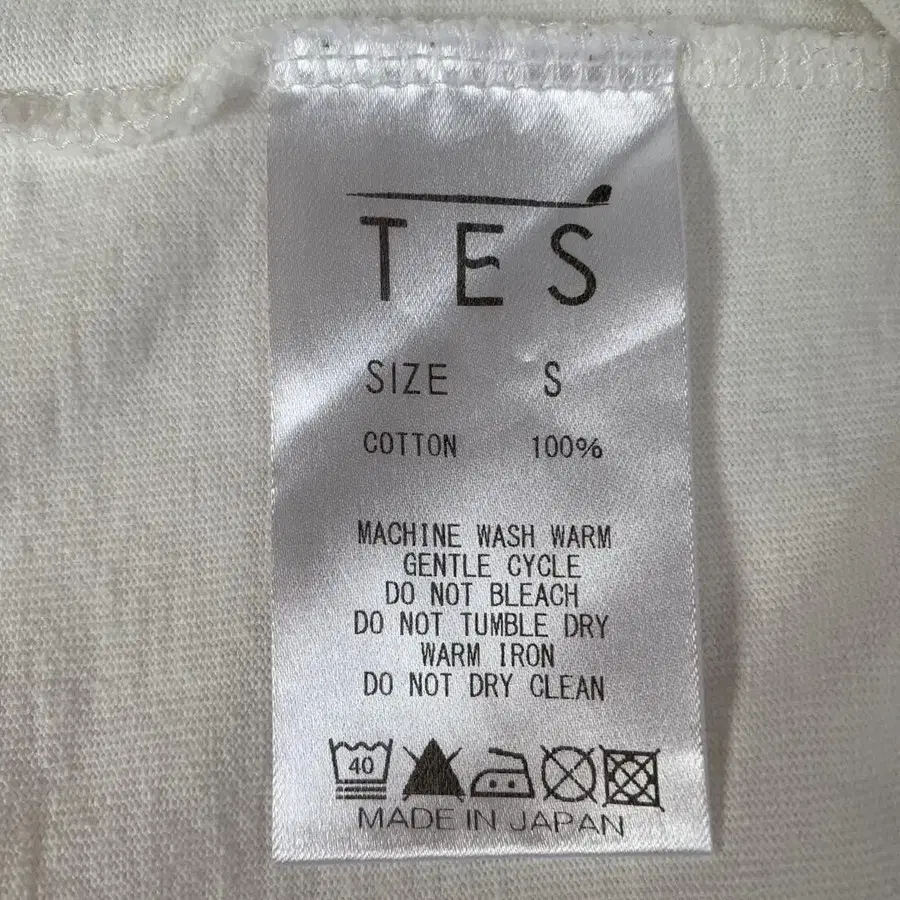 TES
SIZE S
COTTON 100%
MACHINE WASH WARM
GENTLE CYCLE
DO NOT BLEACH
DO NOT TUMBLE DRY
WARM IRON
DO NOT DRY CLEAN
40
MADE IN JAPAN